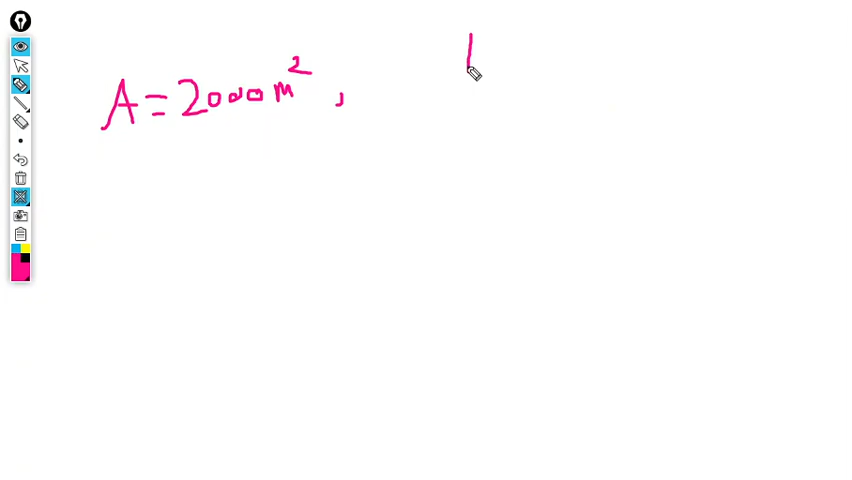 A = 2000m²,